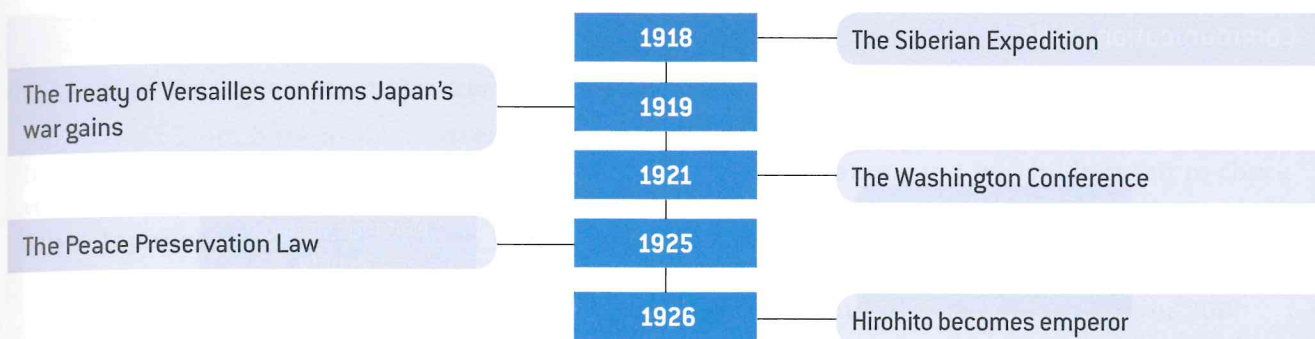 1918
The Siberian Expedition
The Treaty of Versailles confirms Japan's
war gains
1919
1921
The Washington Conference
The Peace Preservation Law
1925
1926
Hirohito becomes emperor